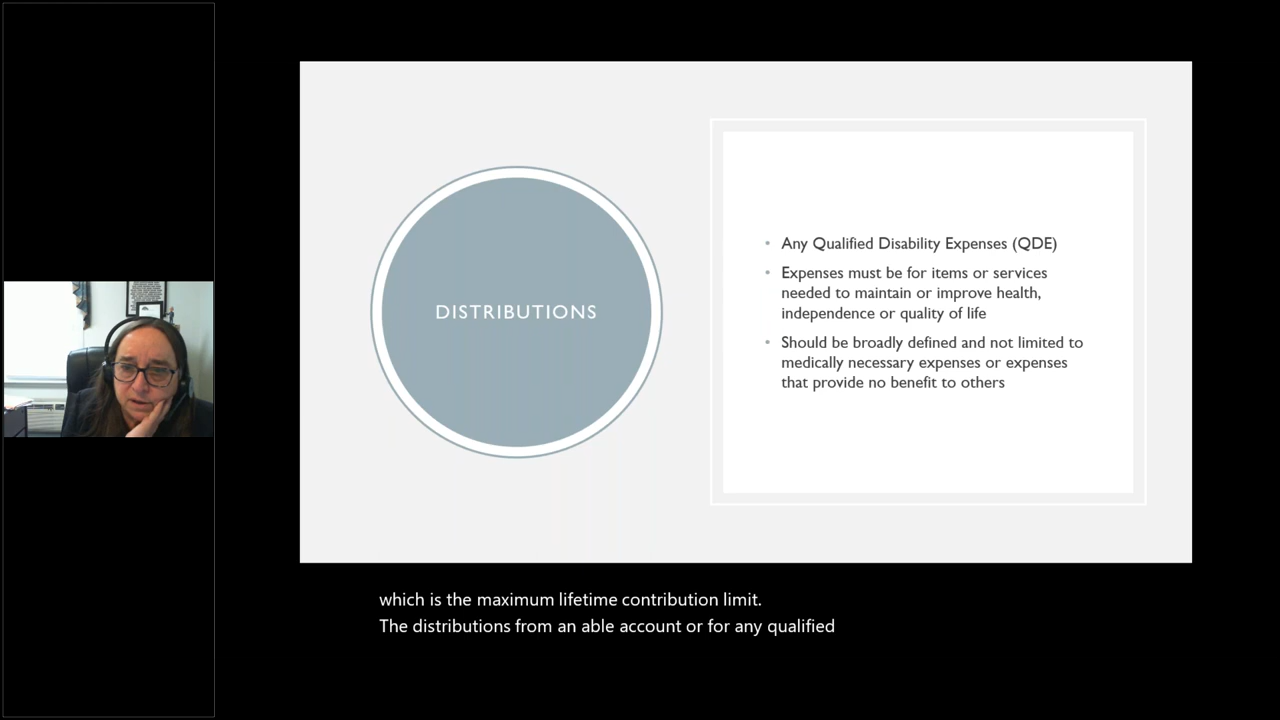 DISTRIBUTIONS
• Any Qualified Disability Expenses (QDE)
• Expenses must be for items or services
needed to maintain or improve health,
independence or quality of life
• Should be broadly defined and not limited to
medically necessary expenses or expenses
that provide no benefit to others
which is the maximum lifetime contribution limit.
The distributions from an able account or for any qualified